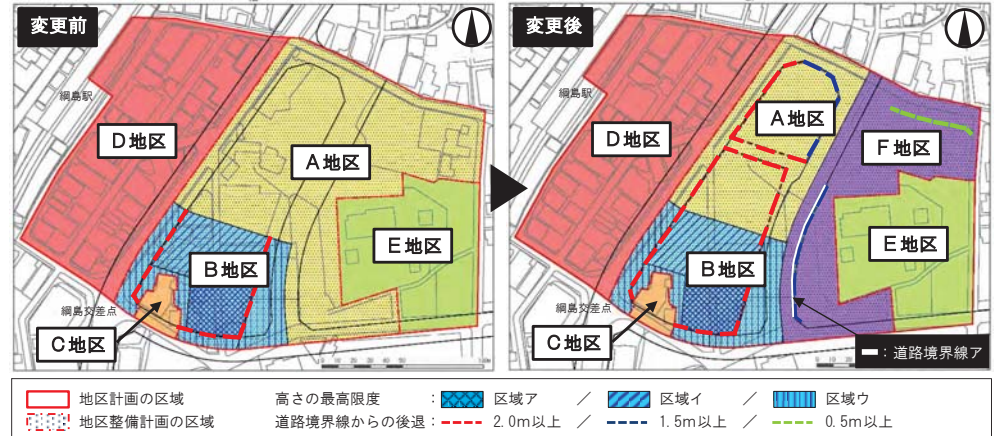 変更前
綱島駅
D地区
A地区
B地区
E地区
綱島交差点
C地区
変更後
綱島駅
D地区
A地区
F地区
B地区
E地区
綱島交差点
C地区
：道路境界線ア
地区計画の区域 高さの最高限度 ： 区域ア ／ 区域イ ／ 区域ウ
地区整備計画の区域 道路境界線からの後退： 2.0m以上 ／ 1.5m以上 ／ 0.5m以上